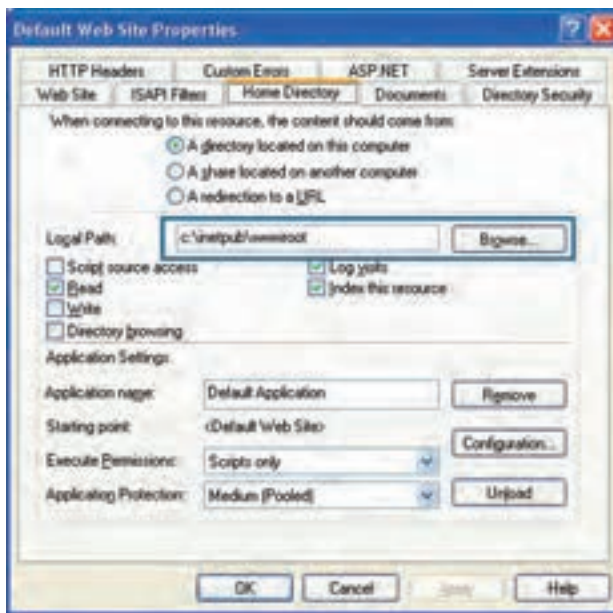 Default Web Site Properties
HTTP Headers Custom Errors ASP.NET Server Extensions
Web Site ISAPI Filters Home Directory Documents Directory Security
When connecting to this resource, the content should come from:
A directory located on this computer
A share located on another computer
A redirection to a URL
Local Path: c:\inetpub\wwwroot Browse...
Script source access Log visits
Read Index this resource
Write
Directory browsing
Application Settings
Application name: Default Application Remove
Starting point: <Default Web Site>
Configuration...
Execute Permissions: Scripts only
Application Protection: Medium (Pooled) Unload
OK Cancel Apply Help